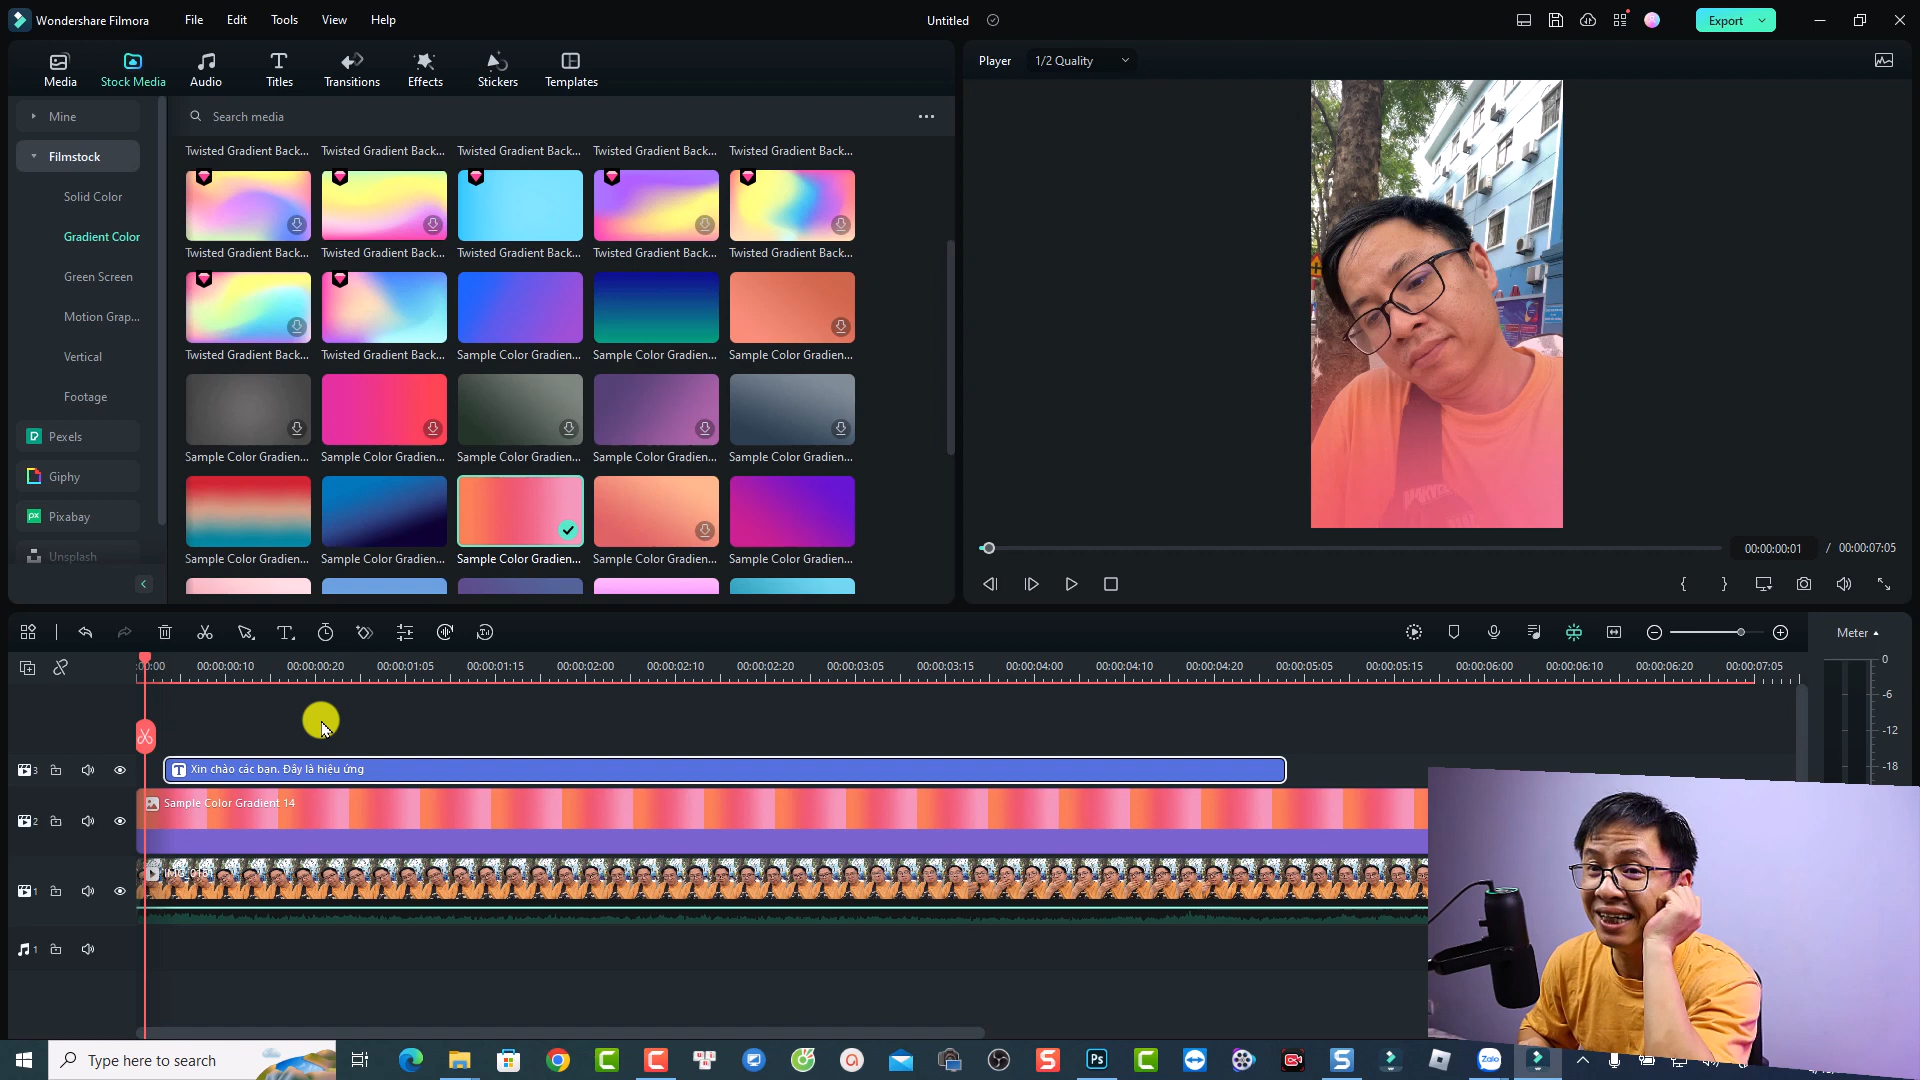 Wondershare Filmora File Edit Tools View Help Untitled Export
Media Stock Media Audio Titles Transitions Effects Stickers Templates
Player 1/2 Quality
Mine
Search media
Filmstock
Solid Color
Gradient Color
Green Screen
Motion Grap...
Vertical
Footage
Pexels
Giphy
Pixabay
Unsplash
Twisted Gradient Back... Twisted Gradient Back... Twisted Gradient Back... Twisted Gradient Back... Twisted Gradient Back...
Twisted Gradient Back... Twisted Gradient Back... Twisted Gradient Back... Twisted Gradient Back... Twisted Gradient Back...
Twisted Gradient Back... Twisted Gradient Back... Sample Color Gradien... Sample Color Gradien... Sample Color Gradien...
Sample Color Gradien... Sample Color Gradien... Sample Color Gradien... Sample Color Gradien... Sample Color Gradien...
Sample Color Gradien... Sample Color Gradien... Sample Color Gradien... Sample Color Gradien... Sample Color Gradien...
00:00:00:01 / 00:00:07:05
Meter
:00:00 00:00:00:10 00:00:00:20 00:00:01:05 00:00:01:15 00:00:02:00 00:00:02:10 00:00:02:20 00:00:03:05 00:00:03:15 00:00:04:00 00:00:04:10 00:00:04:20 00:00:05:05 00:00:05:15 00:00:06:00 00:00:06:10 00:00:06:20 00:00:07:05
0
-6
-12
-18
3 Xin chào các bạn. Đây là hiệu ứng
Sample Color Gradient 14
2
1
1
Type here to search
Ps
Zalo